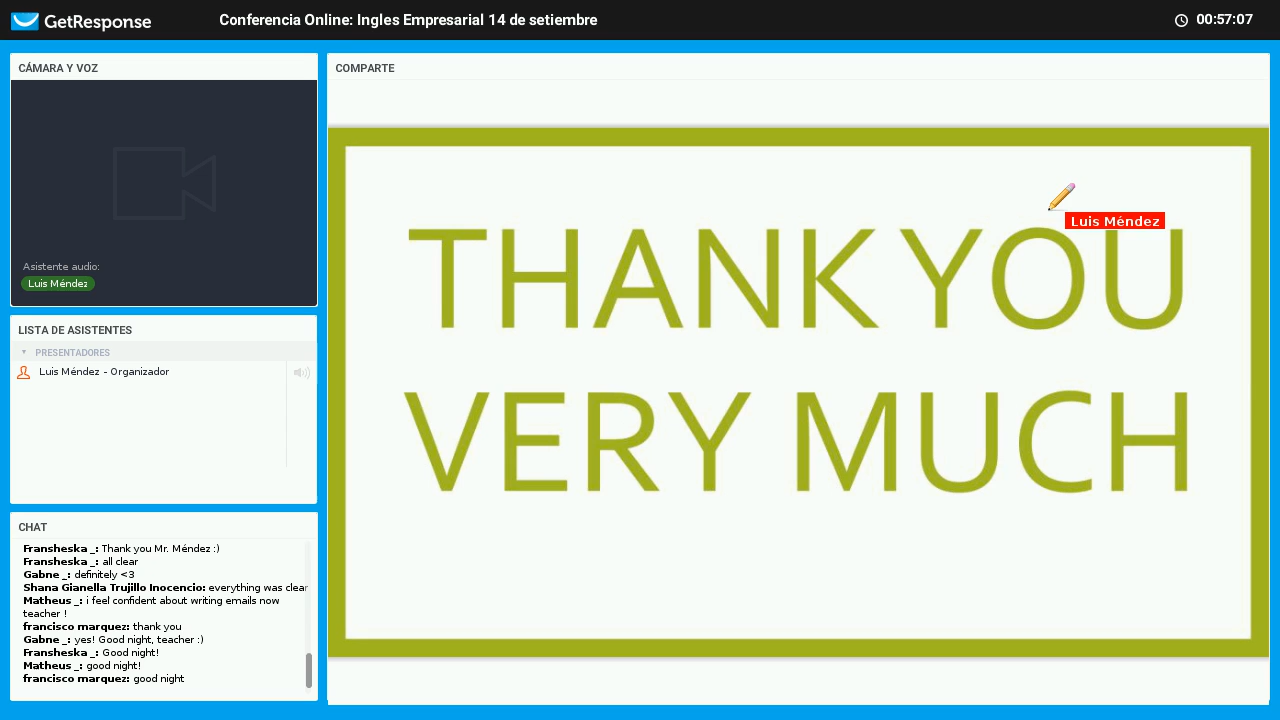 GetResponse
Conferencia Online: Ingles Empresarial 14 de setiembre
00:57:07
CÁMARA Y VOZ
Asistente audio:
Luis Méndez
LISTA DE ASISTENTES
PRESENTADORES
Luis Méndez - Organizador
CHAT
Fransheska _: Thank you Mr. Méndez :)
Fransheska _: all clear
Gabne _: definitely <3
Shana Gianella Trujillo Inocencio: everything was clear
Matheus _: i feel confident about writing emails now
teacher !
francisco marquez: thank you
Gabne _: yes! Good night, teacher :)
Fransheska _: Good night!
Matheus _: good night!
francisco marquez: good night
COMPARTE
Luis Méndez
THANK YOU
VERY MUCH